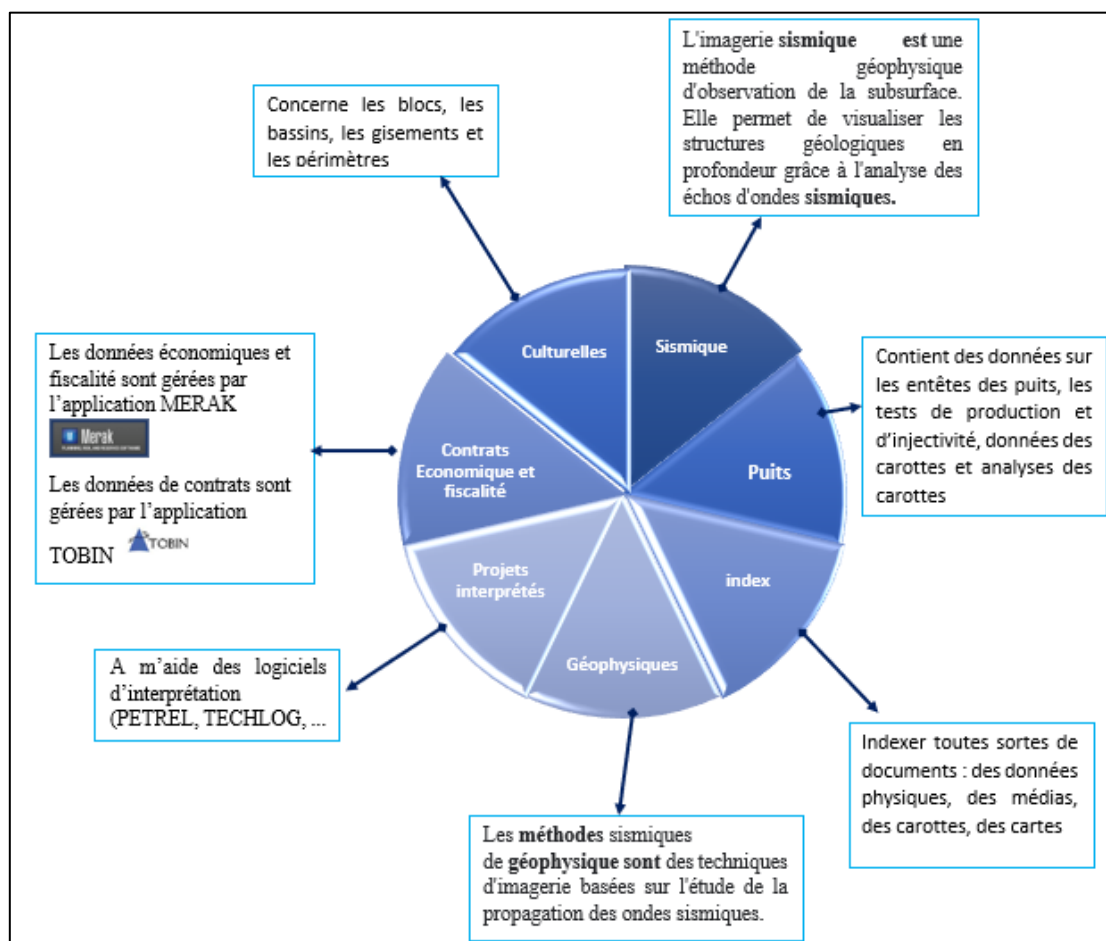 L'imagerie sismique est une
méthode géophysique
d'observation de la subsurface.
Elle permet de visualiser les
structures géologiques en
profondeur grâce à l'analyse des
échos d'ondes sismiques.
Concerne les blocs, les
bassins, les gisements et
les périmètres
Culturelles
Sismique
Les données économiques et
fiscalité sont gérées par
l'application MERAK
Merak
Les données de contrats sont
gérées par l'application
TOBIN TOBIN
Contrats
Economique et
fiscalité
Puits
Contient des données sur
les entêtes des puits, les
tests de production et
d'injectivité, données des
carottes et analyses des
carottes
Projets
interprétés
index
Géophysiques
A m'aide des logiciels
d'interprétation
(PETREL, TECHLOG, ...
Indexer toutes sortes de
documents : des données
physiques, des médias,
des carottes, des cartes
Les méthodes sismiques
de géophysique sont des techniques
d'imagerie basées sur l'étude de la
propagation des ondes sismiques.